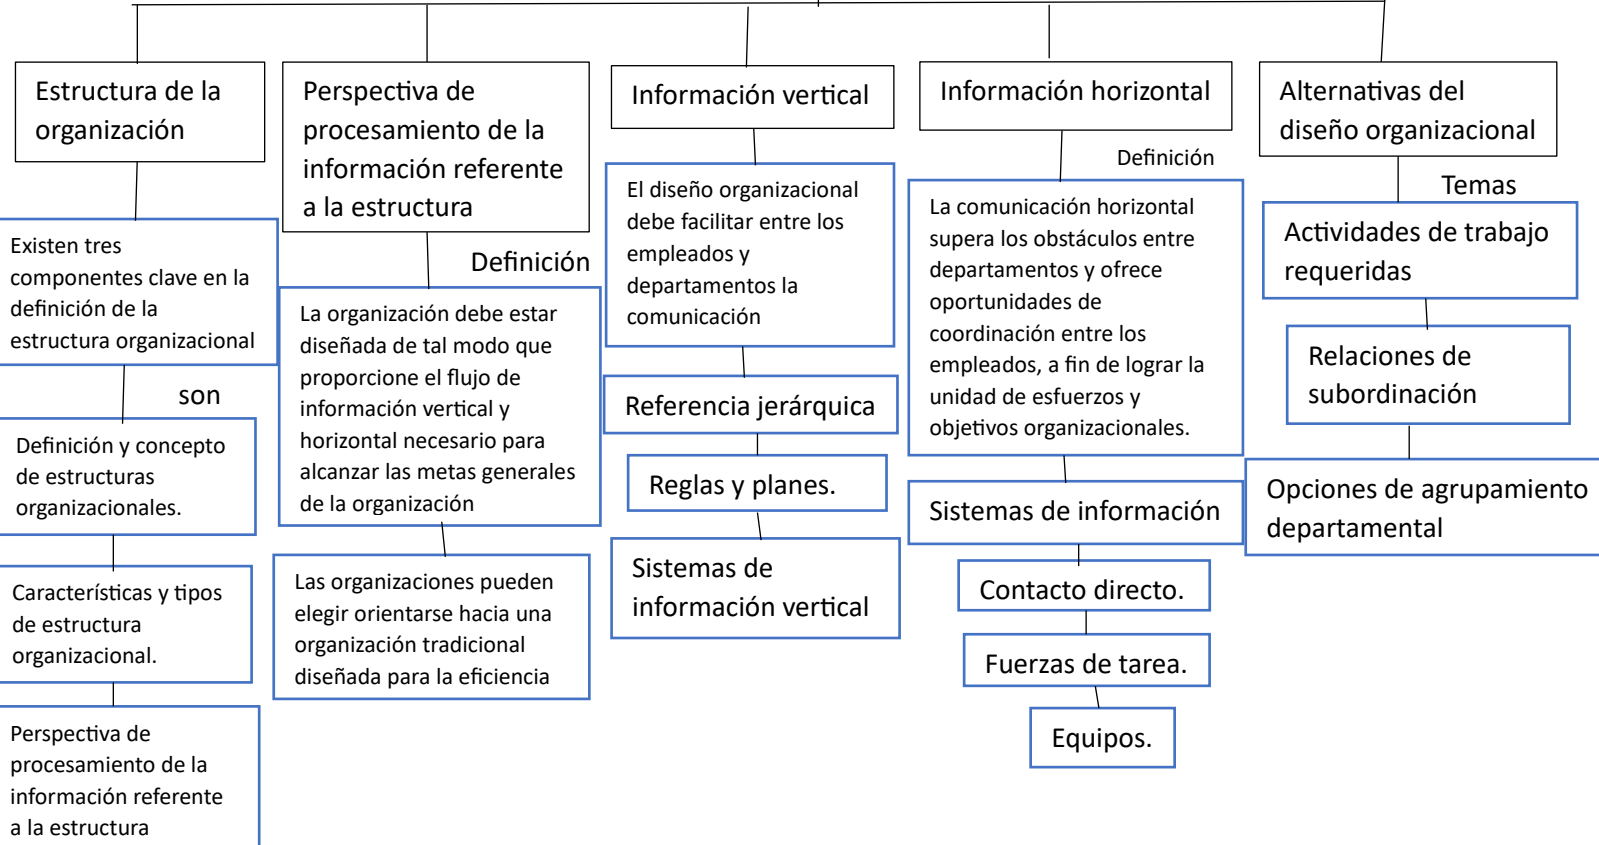 Estructura de la
organización
Existen tres
componentes clave en la
definición de la
estructura organizacional
son
Definición y concepto
de estructuras
organizacionales.
Características y tipos
de estructura
organizacional.
Perspectiva de
procesamiento de la
información referente
a la estructura
Perspectiva de
procesamiento de la
información referente
a la estructura
Definición
La organización debe estar
diseñada de tal modo que
proporcione el flujo de
información vertical y
horizontal necesario para
alcanzar las metas generales
de la organización
Las organizaciones pueden
elegir orientarse hacia una
organización tradicional
diseñada para la eficiencia
Información vertical
El diseño organizacional
debe facilitar entre los
empleados y
departamentos la
comunicación
Referencia jerárquica
Reglas y planes.
Sistemas de
información vertical
Información horizontal
Definición
La comunicación horizontal
supera los obstáculos entre
departamentos y ofrece
oportunidades de
coordinación entre los
empleados, a fin de lograr la
unidad de esfuerzos y
objetivos organizacionales.
Sistemas de información
Contacto directo.
Fuerzas de tarea.
Equipos.
Alternativas del
diseño organizacional
Temas
Actividades de trabajo
requeridas
Relaciones de
subordinación
Opciones de agrupamiento
departamental